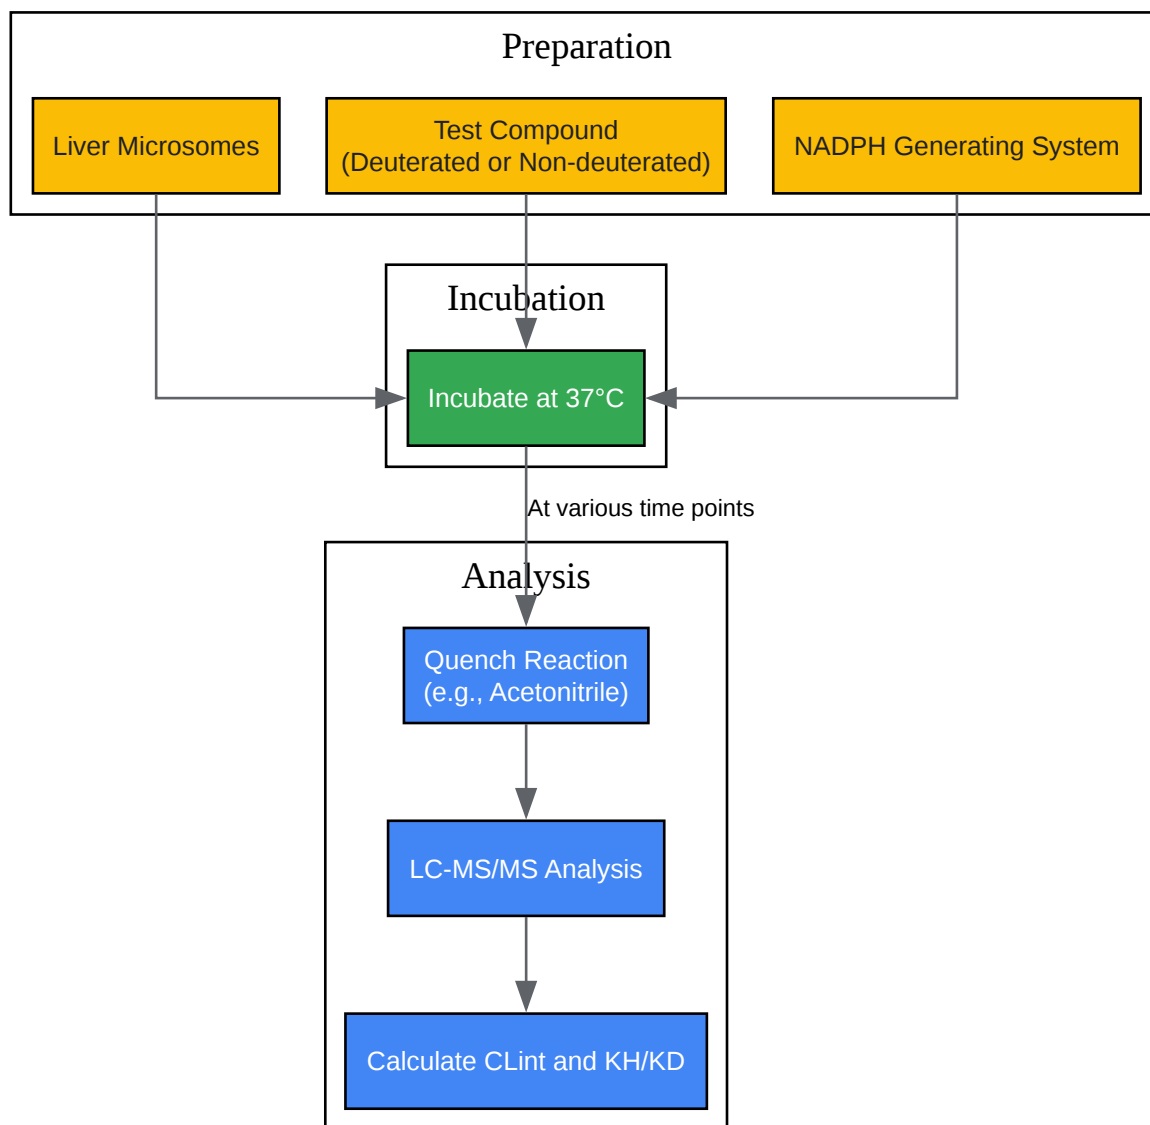 Preparation
Liver Microsomes
Test Compound
(Deuterated or Non-deuterated)
NADPH Generating System
Incubation
Incubate at 37°C
At various time points
Analysis
Quench Reaction
(e.g., Acetonitrile)
LC-MS/MS Analysis
Calculate CLint and KH/KD